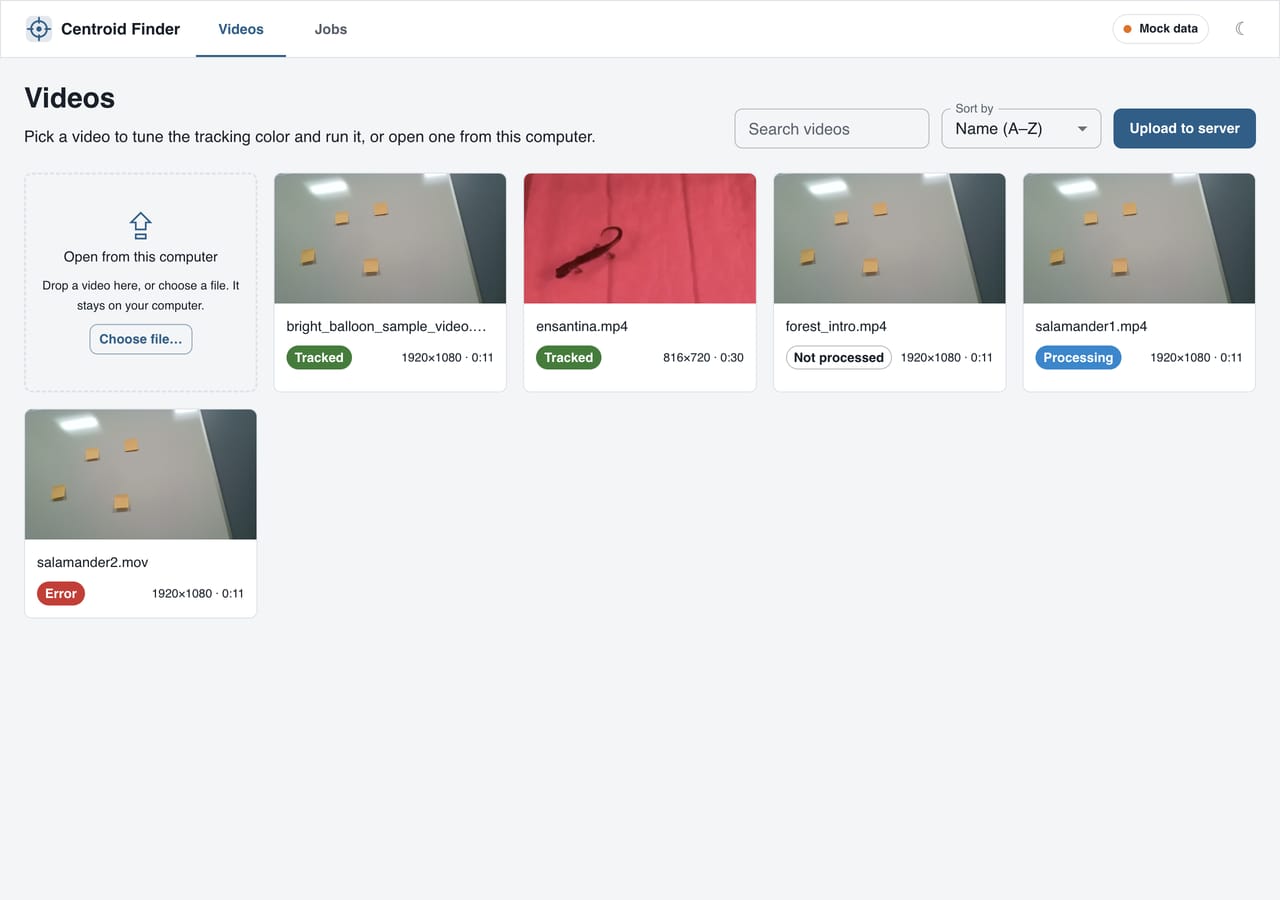 Centroid Finder
Videos
Jobs
Mock data
Videos
Pick a video to tune the tracking color and run it, or open one from this computer.
Search videos
Sort by
Name (A–Z)
Upload to server
Open from this computer
Drop a video here, or choose a file. It
stays on your computer.
Choose file…
bright_balloon_sample_video.…
Tracked
1920×1080 · 0:11
ensantina.mp4
Tracked
816×720 · 0:30
forest_intro.mp4
Not processed
1920×1080 · 0:11
salamander1.mp4
Processing
1920×1080 · 0:11
salamander2.mov
Error
1920×1080 · 0:11